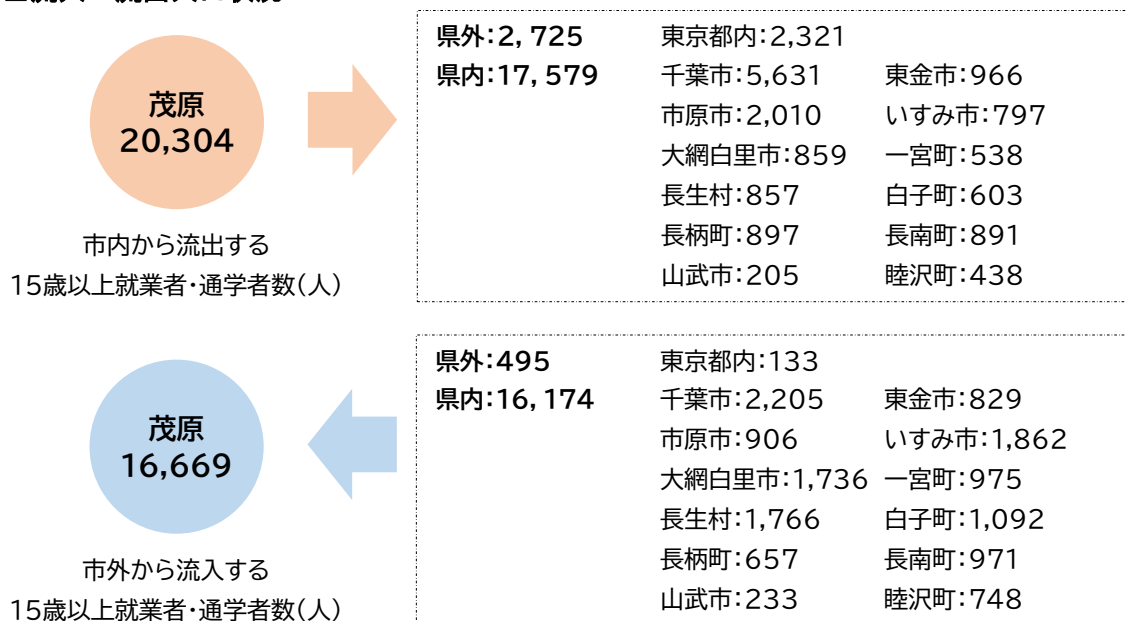 茂原
20,304
市内から流出する
15歳以上就業者・通学者数(人)
県外:2,725 東京都内:2,321
県内:17,579 千葉市:5,631 東金市:966
市原市:2,010 いすみ市:797
大網白里市:859 一宮町:538
長生村:857 白子町:603
長柄町:897 長南町:891
山武市:205 睦沢町:438
茂原
16,669
市外から流入する
15歳以上就業者・通学者数(人)
県外:495 東京都内:133
県内:16,174 千葉市:2,205 東金市:829
市原市:906 いすみ市:1,862
大網白里市:1,736 一宮町:975
長生村:1,766 白子町:1,092
長柄町:657 長南町:971
山武市:233 睦沢町:748